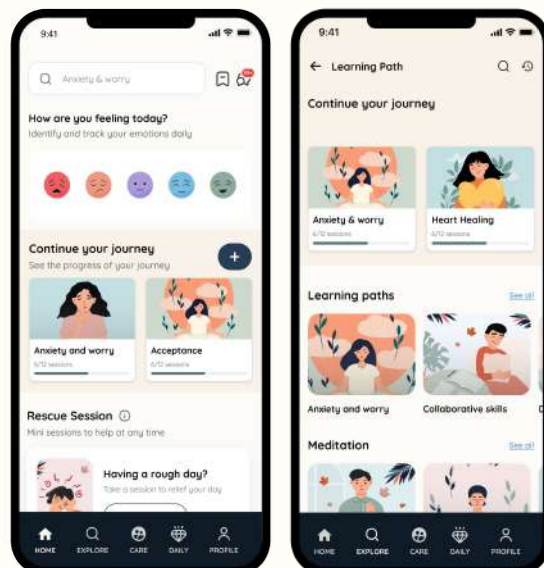 9:41
Anxiety & worry
How are you feeling today?
Identify and track your emotions daily
Continue your journey
See the progress of your journey
+
Anxiety and worry
6/12 sessions
Acceptance
6/12 sessions
Rescue Session
Mini sessions to help at any time
Having a rough day?
Take a session to relief your day
HOME
EXPLORE
CARE
DAILY
PROFILE
9:41
Learning Path
Continue your journey
Anxiety & worry
6/12 sessions
Heart Healing
6/12 sessions
Learning paths
See all
Anxiety and worry
Collaborative skills
Meditation
See all
HOME
EXPLORE
CARE
DAILY
PROFILE